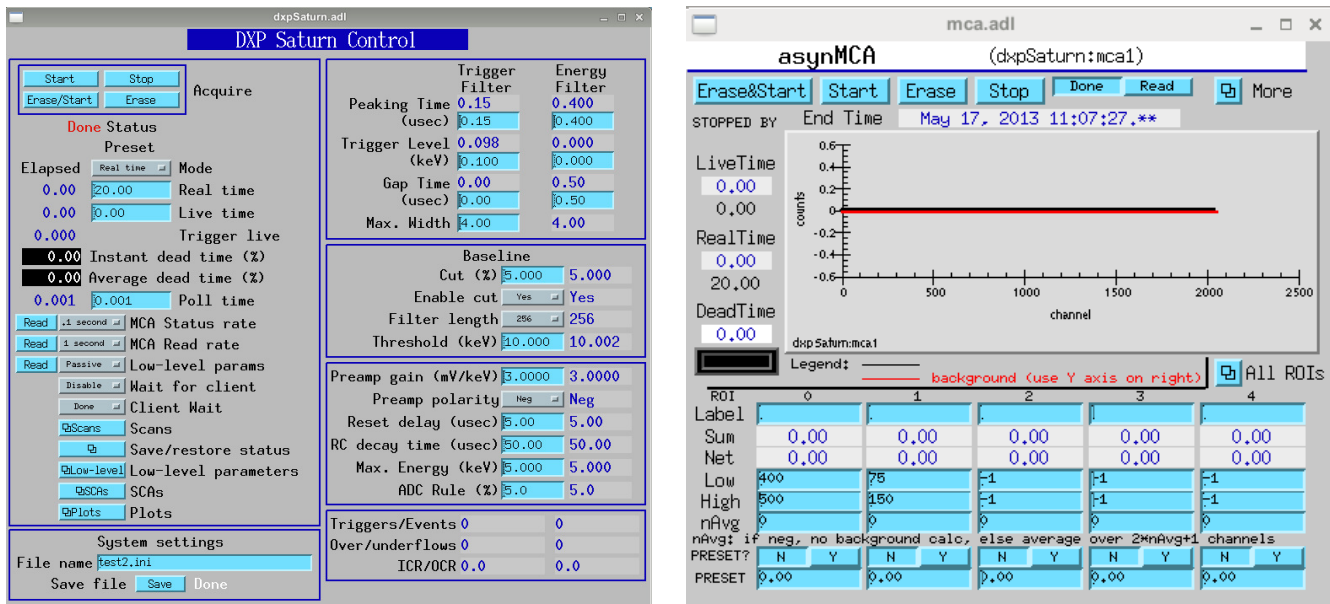 dxpSaturn.adl
DXP Saturn Control
Start Stop
Erase/Start Erase
Acquire
Done Status
Preset
Elapsed Real time Mode
0.00 20.00 Real time
0.00 0.00 Live time
0.000 Trigger live
0.00 Instant dead time (%)
0.00 Average dead time (%)
0.001 0.001 Poll time
Read .1 second MCA Status rate
Read 1 second MCA Read rate
Read Passive Low-level params
Disable Wait for client
Done Client Wait
Scans Scans
Save/restore status
Low-level Low-level parameters
SCAs SCAs
Plots Plots
System settings
File name test2.ini
Save file Save Done
Trigger Energy
Filter Filter
Peaking Time 0.15 0.400
(usec) 0.15 0.400
Trigger Level 0.098 0.000
(keV) 0.100 0.000
Gap Time 0.00 0.50
(usec) 0.00 0.50
Max. Width 4.00 4.00
Baseline
Cut (%) 5.000 5.000
Enable cut Yes Yes
Filter length 256 256
Threshold (keV) 10.000 10.002
Preamp gain (mV/keV) 3.0000 3.0000
Preamp polarity Neg Neg
Reset delay (usec) 5.00 5.00
RC decay time (usec) 50.00 50.00
Max. Energy (keV) 5.000 5.000
ADC Rule (%) 5.0 5.0
Triggers/Events 0 0
Over/underflows 0 0
ICR/OCR 0.0 0.0
mca.adl
asynMCA (dxpSaturn:mca1)
Erase&Start Start Erase Stop Done Read More
STOPPED BY End Time May 17, 2013 11:07:27.**
LiveTime
0.00
0.00
RealTime
0.00
20.00
DeadTime
0.00
0.6
0.4
0.2
0
-0.2
-0.4
-0.6
counts
0 500 1000 1500 2000 2500
channel
dxpSaturn:mca1
Legend:
background (use Y axis on right)
All ROIs
ROI 0 1 2 3 4
Label
Sum 0.00 0.00 0.00 0.00 0.00
Net 0.00 0.00 0.00 0.00 0.00
Low 400 75 -1 -1 -1
High 500 150 -1 -1 -1
nAvg 0 0 0 0 0
nAvg: if neg, no background calc, else average over 2*nAvg+1 channels
PRESET? N Y N Y N Y N Y N Y
PRESET 0.00 0.00 0.00 0.00 0.00